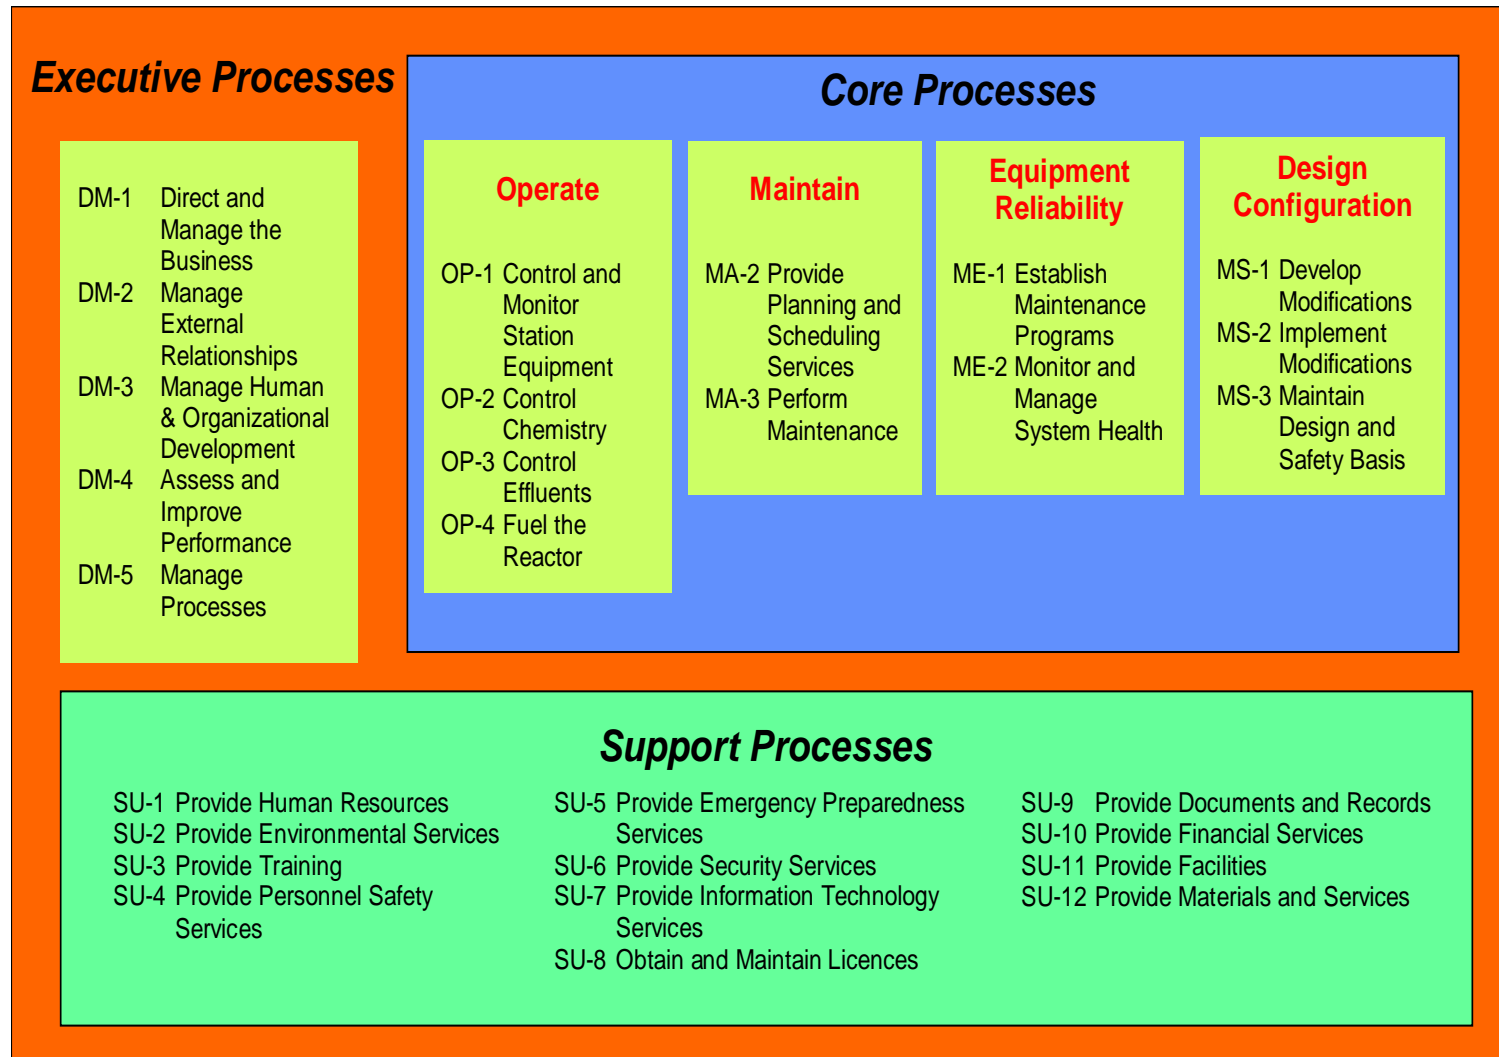 Executive Processes
DM-1 Direct and
Manage the
Business
DM-2 Manage
External
Relationships
DM-3 Manage Human
& Organizational
Development
DM-4 Assess and
Improve
Performance
DM-5 Manage
Processes
Core Processes
Operate
OP-1 Control and
Monitor
Station
Equipment
OP-2 Control
Chemistry
OP-3 Control
Effluents
OP-4 Fuel the
Reactor
Maintain
MA-2 Provide
Planning and
Scheduling
Services
MA-3 Perform
Maintenance
Equipment
Reliability
ME-1 Establish
Maintenance
Programs
ME-2 Monitor and
Manage
System Health
Design
Configuration
MS-1 Develop
Modifications
MS-2 Implement
Modifications
MS-3 Maintain
Design and
Safety Basis
Support Processes
SU-1 Provide Human Resources
SU-2 Provide Environmental Services
SU-3 Provide Training
SU-4 Provide Personnel Safety
Services
SU-5 Provide Emergency Preparedness
Services
SU-6 Provide Security Services
SU-7 Provide Information Technology
Services
SU-8 Obtain and Maintain Licences
SU-9 Provide Documents and Records
SU-10 Provide Financial Services
SU-11 Provide Facilities
SU-12 Provide Materials and Services